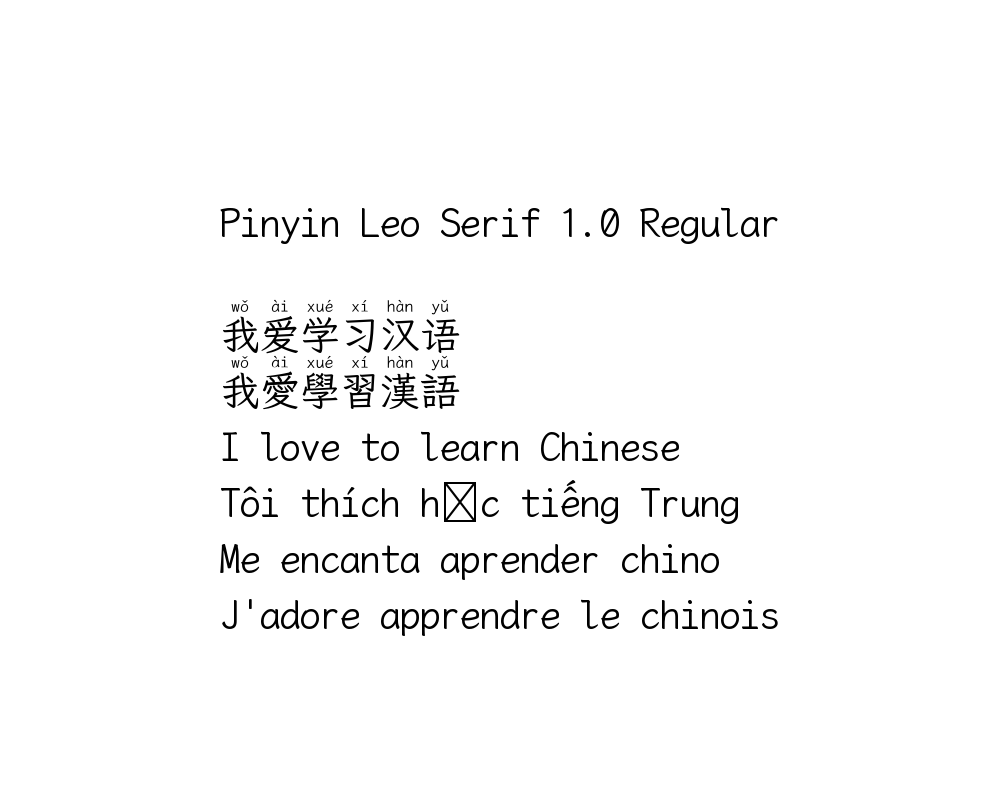 Pinyin Leo Serif 1.0 Regular
wǒ ài xué xí hàn yǔ
我爱学习汉语
wǒ ài xué xí hàn yǔ
我愛學習漢語
I love to learn Chinese
Tôi thích h☒c tiếng Trung
Me encanta aprender chino
J'adore apprendre le chinois